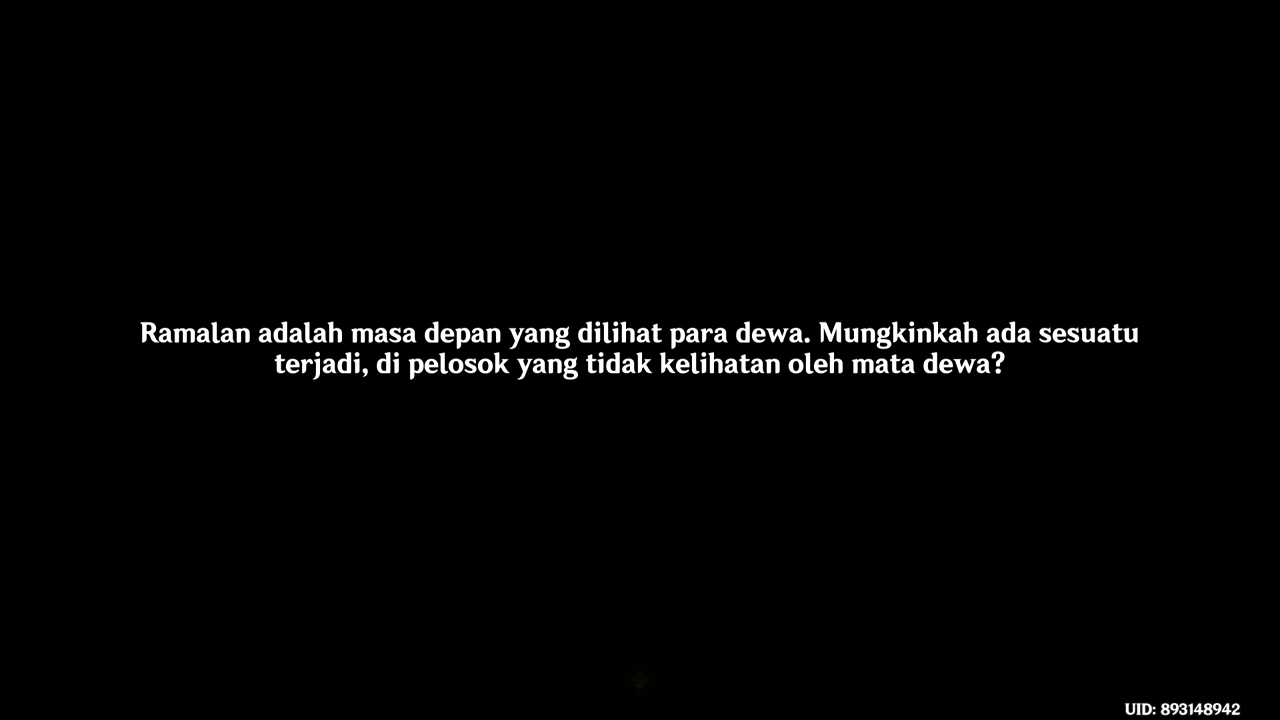 Ramalan adalah masa depan yang dilihat para dewa. Mungkinkah ada sesuatu
terjadi, di pelosok yang tidak kelihatan oleh mata dewa?
UID: 893148942